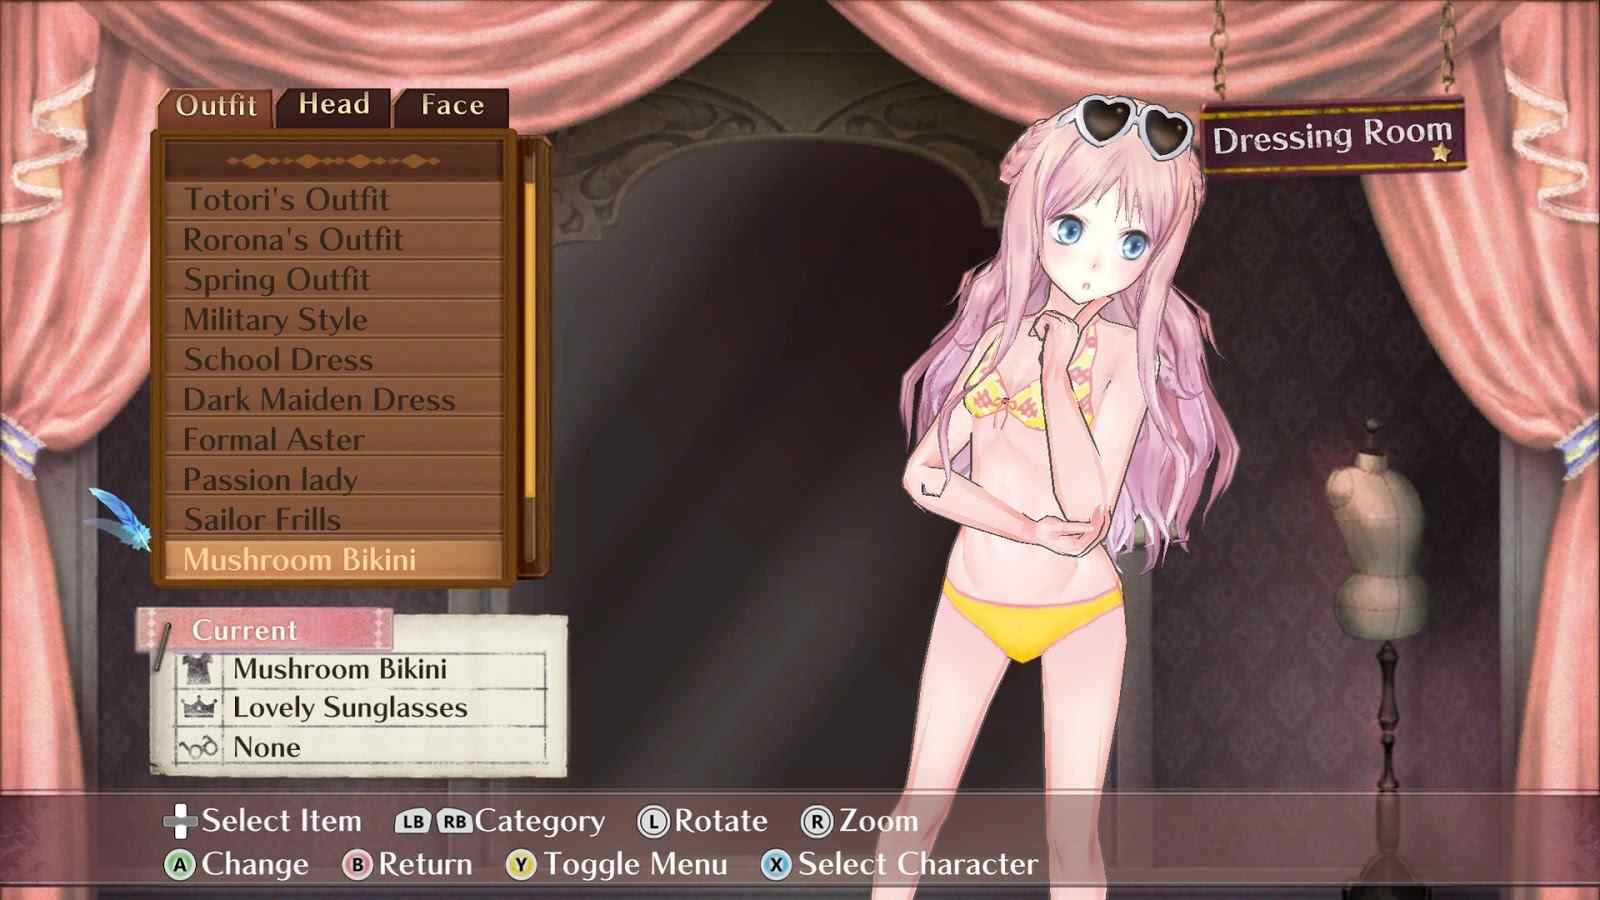 Outfit Head Face
Dressing Room
Totori's Outfit
Rorona's Outfit
Spring Outfit
Military Style
School Dress
Dark Maiden Dress
Formal Aster
Passion lady
Sailor Frills
Mushroom Bikini
Current
Mushroom Bikini
Lovely Sunglasses
None
Select Item LB RB Category L Rotate R Zoom
A Change B Return Y Toggle Menu X Select Character